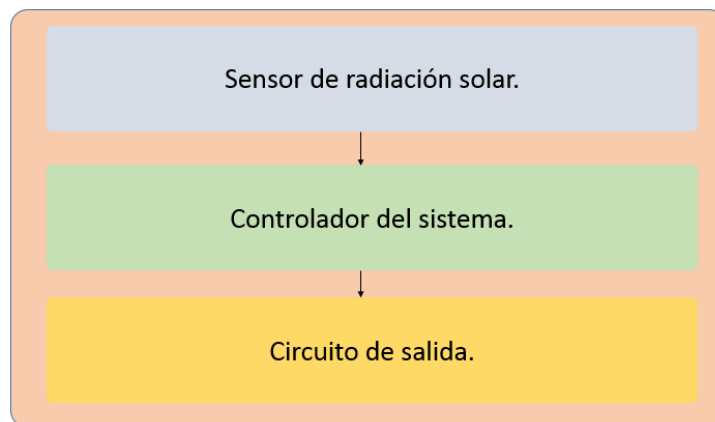 Sensor de radiación solar.
Controlador del sistema.
Circuito de salida.